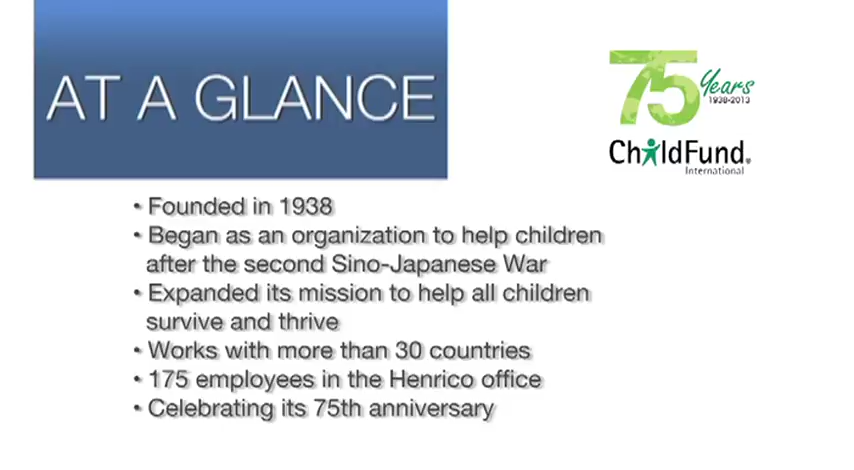 AT A GLANCE
75 Years
1938-2013
ChildFund®
International
• Founded in 1938
• Began as an organization to help children
after the second Sino-Japanese War
• Expanded its mission to help all children
survive and thrive
• Works with more than 30 countries
• 175 employees in the Henrico office
• Celebrating its 75th anniversary